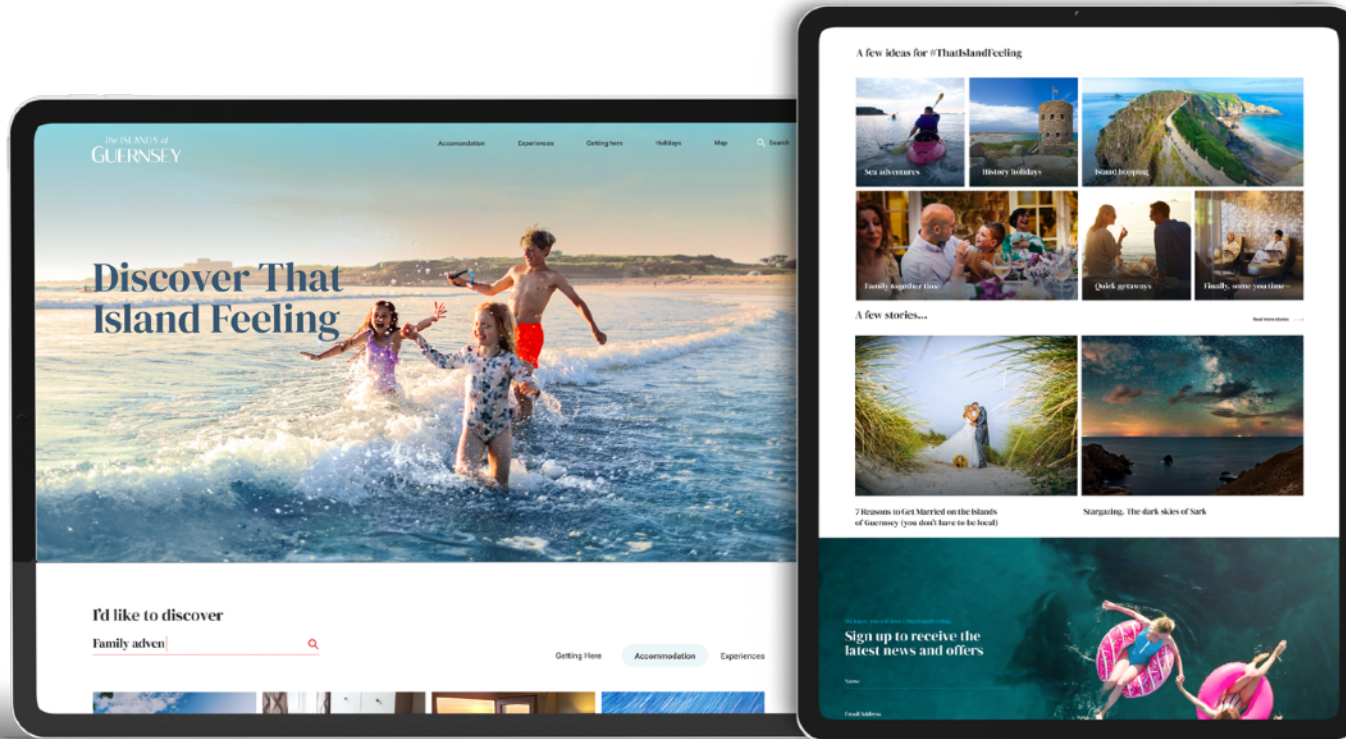 The ISLANDS of
GUERNSEY
Accommodation
Experiences
Getting here
Holidays
Map
Search
Discover That
Island Feeling
I'd like to discover
Family adven
Getting Here
Accommodation
Experiences
A few ideas for #ThatIslandFeeling
Sea adventures
History holidays
Island hopping
Family together time
Quick getaways
Finally, some you time
A few stories...
Read more stories
7 Reasons to Get Married on the Islands
of Guernsey (you don't have to be local)
Stargazing, The dark skies of Sark
Sign up to receive the
latest news and offers
Name
Email Address